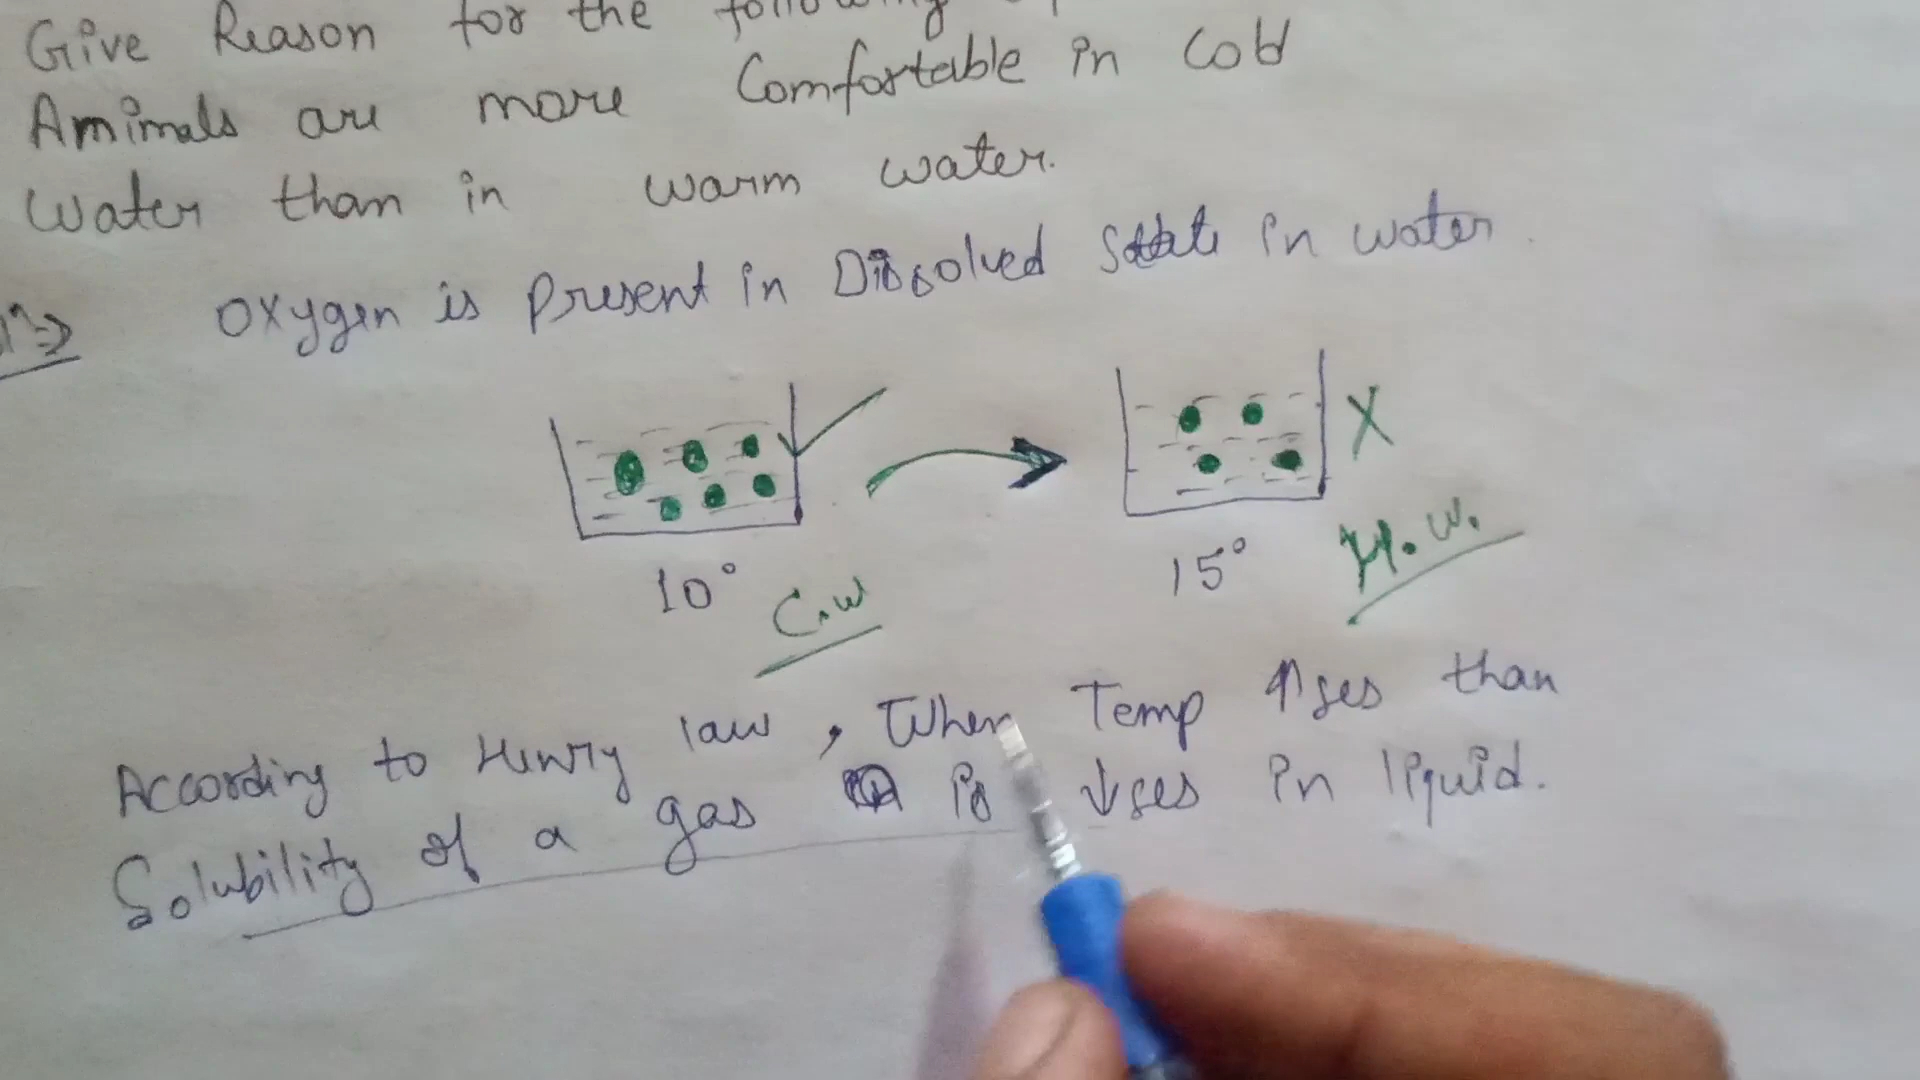 Give Reason for the following
Animals are more Comfortable in Cold
Water than in warm water.
Oxygen is Present in Dissolved State in water.
X
10° C.W
15° H.W.
According to Henry law, When Temp ↑ses than
Solubility of a gas is ↓ses in liquid.